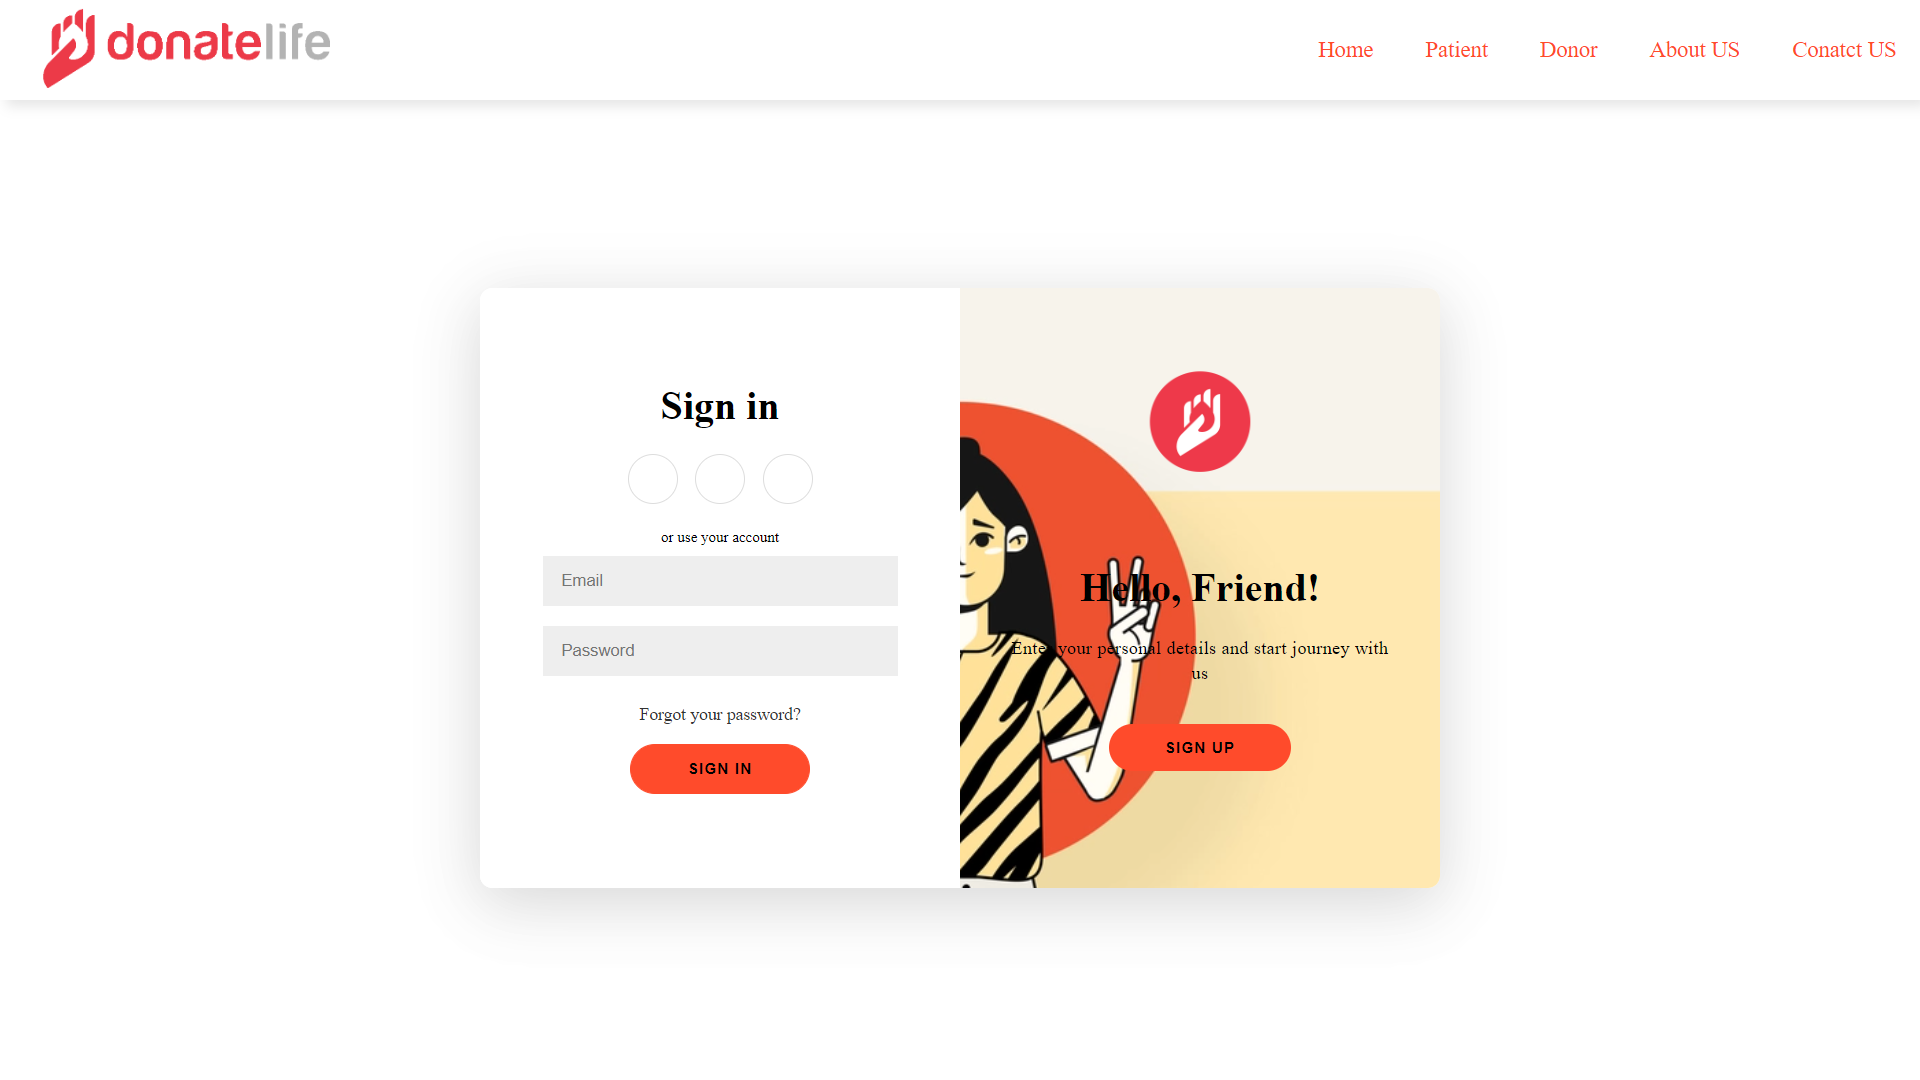 donatelife
Home Patient Donor About US Conatct US
Sign in
or use your account
Email
Password
Forgot your password?
SIGN IN
Hello, Friend!
Enter your personal details and start journey with
us
SIGN UP